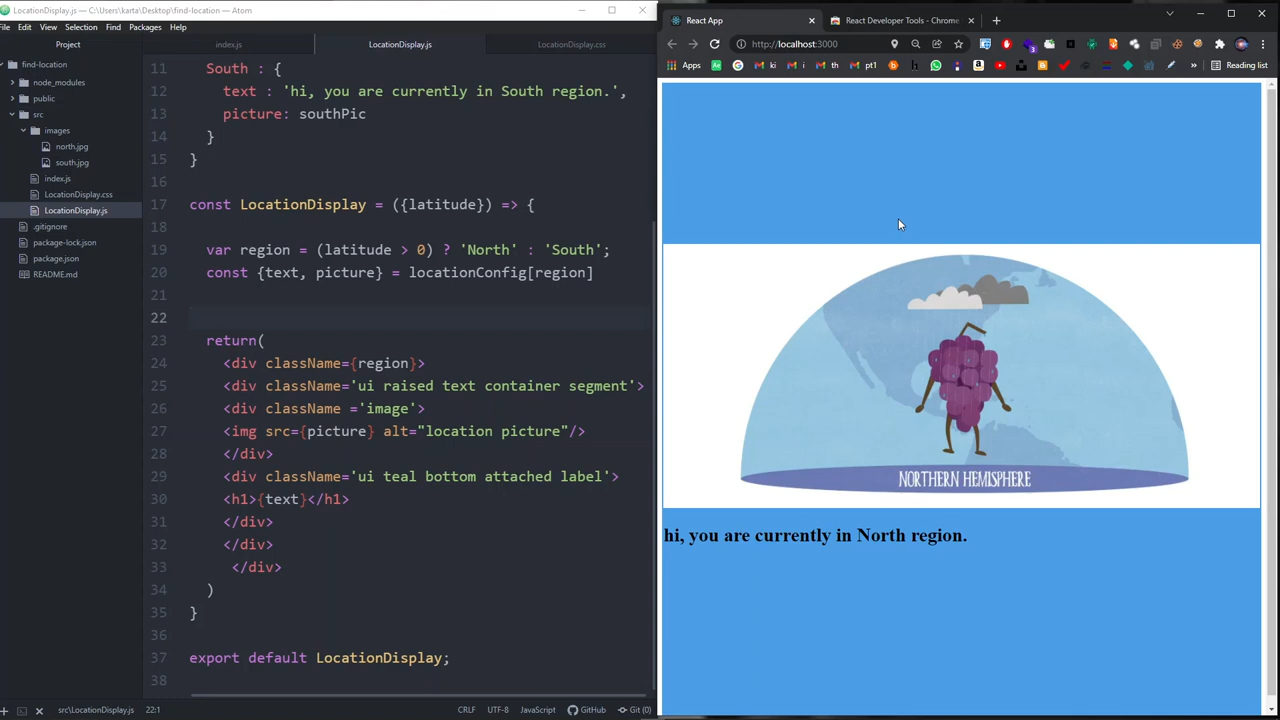 LocationDisplay.js — C:\Users\karta\Desktop\find-location — Atom
File Edit View Selection Find Packages Help
Project
find-location
node_modules
public
src
images
north.jpg
south.jpg
index.js
LocationDisplay.css
LocationDisplay.js
.gitignore
package-lock.json
package.json
README.md
index.js LocationDisplay.js LocationDisplay.css
11 South : {
12 text : 'hi, you are currently in South region.',
13 picture: southPic
14 }
15 }
16
17 const LocationDisplay = ({latitude}) => {
18
19 var region = (latitude > 0) ? 'North' : 'South';
20 const {text, picture} = locationConfig[region]
21
22
23 return(
24 <div className={region}>
25 <div className='ui raised text container segment'>
26 <div className ='image'>
27 <img src={picture} alt="location picture"/>
28 </div>
29 <div className='ui teal bottom attached label'>
30 <h1>{text}</h1>
31 </div>
32 </div>
33 </div>
34 )
35 }
36
37 export default LocationDisplay;
38
src\LocationDisplay.js 22:1 CRLF UTF-8 JavaScript GitHub Git (0)
React App React Developer Tools - Chrome
http://localhost:3000
Apps ki i th pt1 Reading list
NORTHERN HEMISPHERE
hi, you are currently in North region.